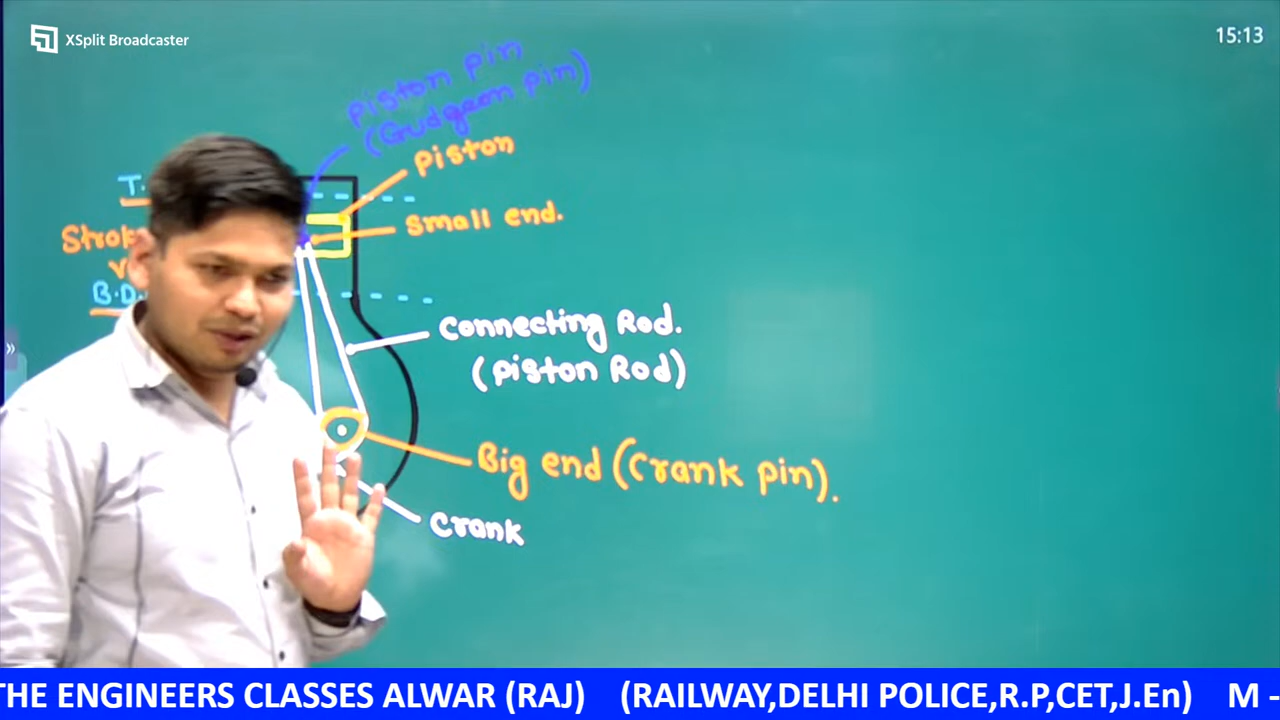 XSplit Broadcaster
15:13
Piston pin
(Gudgeon pin)
Piston
T.
Small end.
B.D.
Connecting Rod.
(Piston Rod)
Big end (Crank pin).
Crank
THE ENGINEERS CLASSES ALWAR (RAJ) (RAILWAY,DELHI POLICE,R.P,CET,J.En) M -